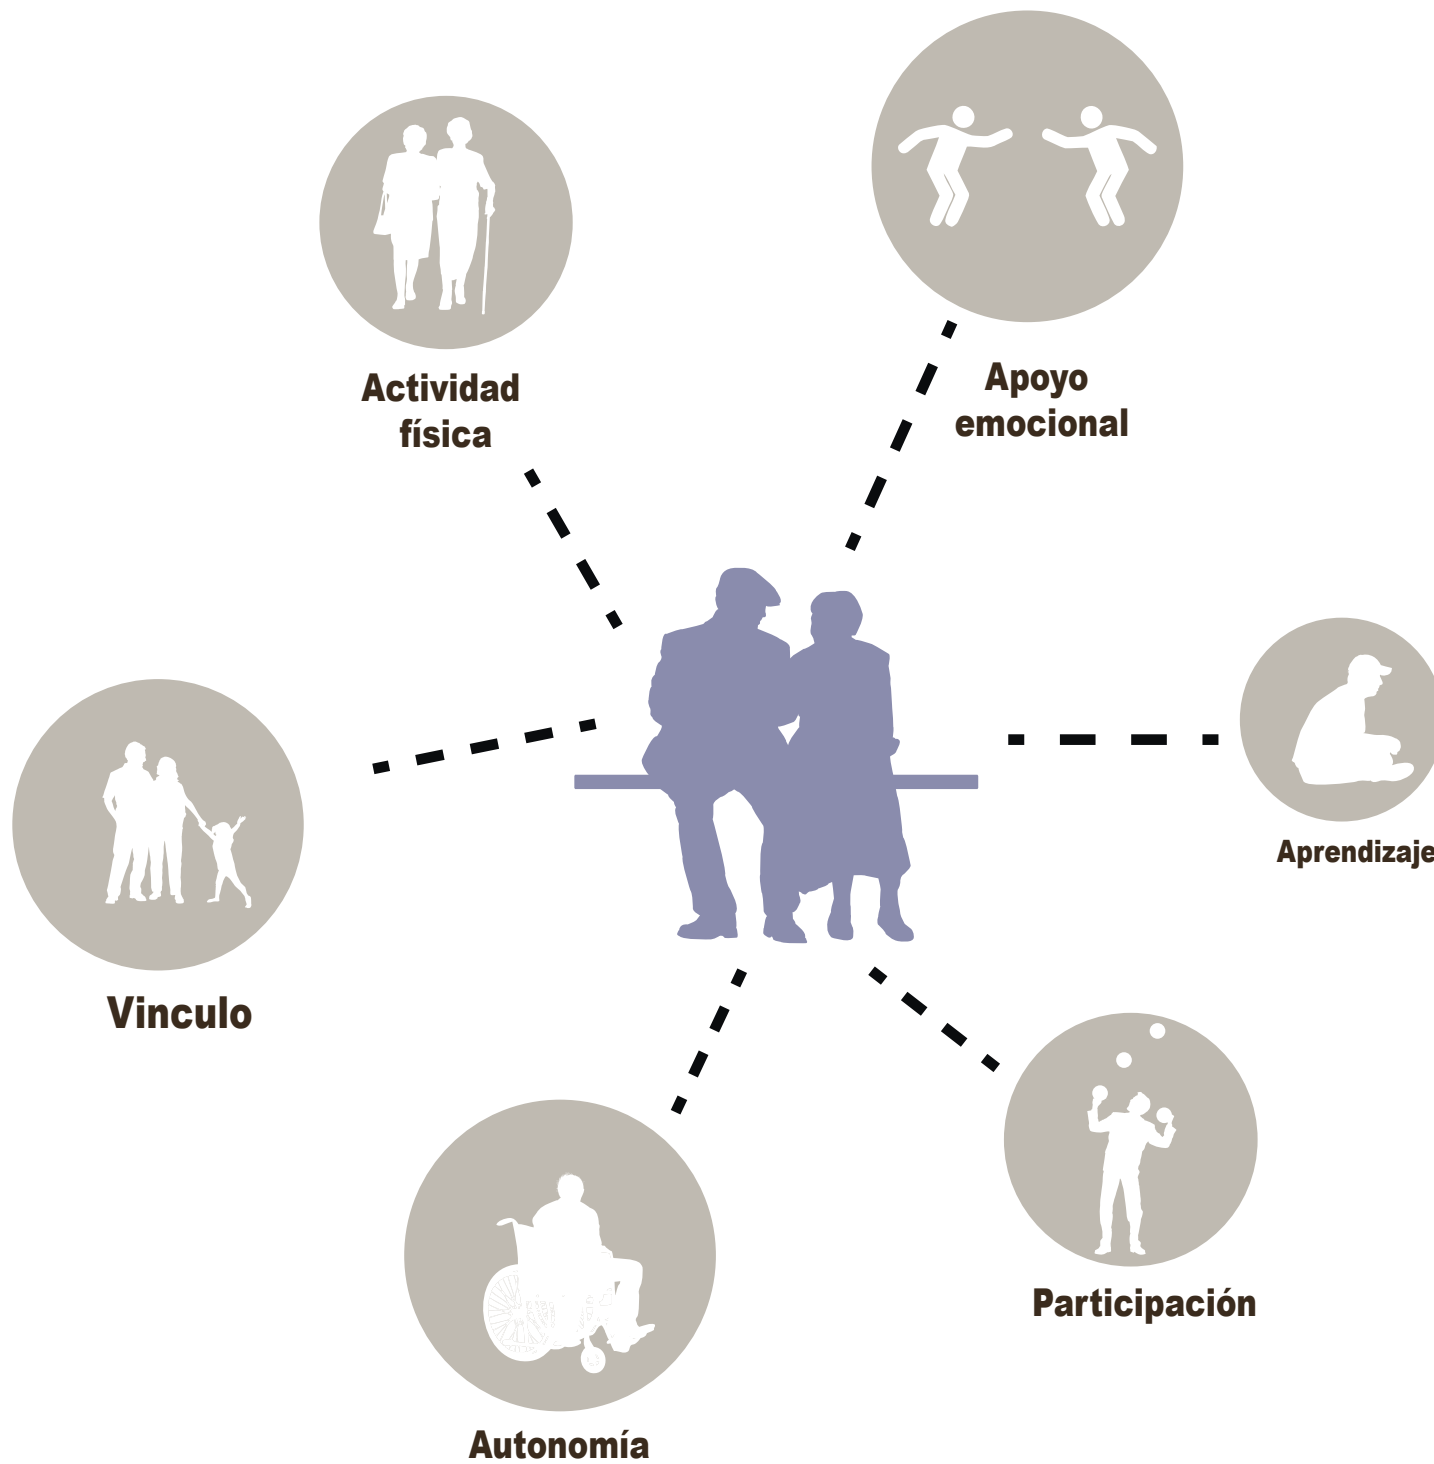 Actividad
física
Apoyo
emocional
Aprendizaje
Vinculo
Participación
Autonomía